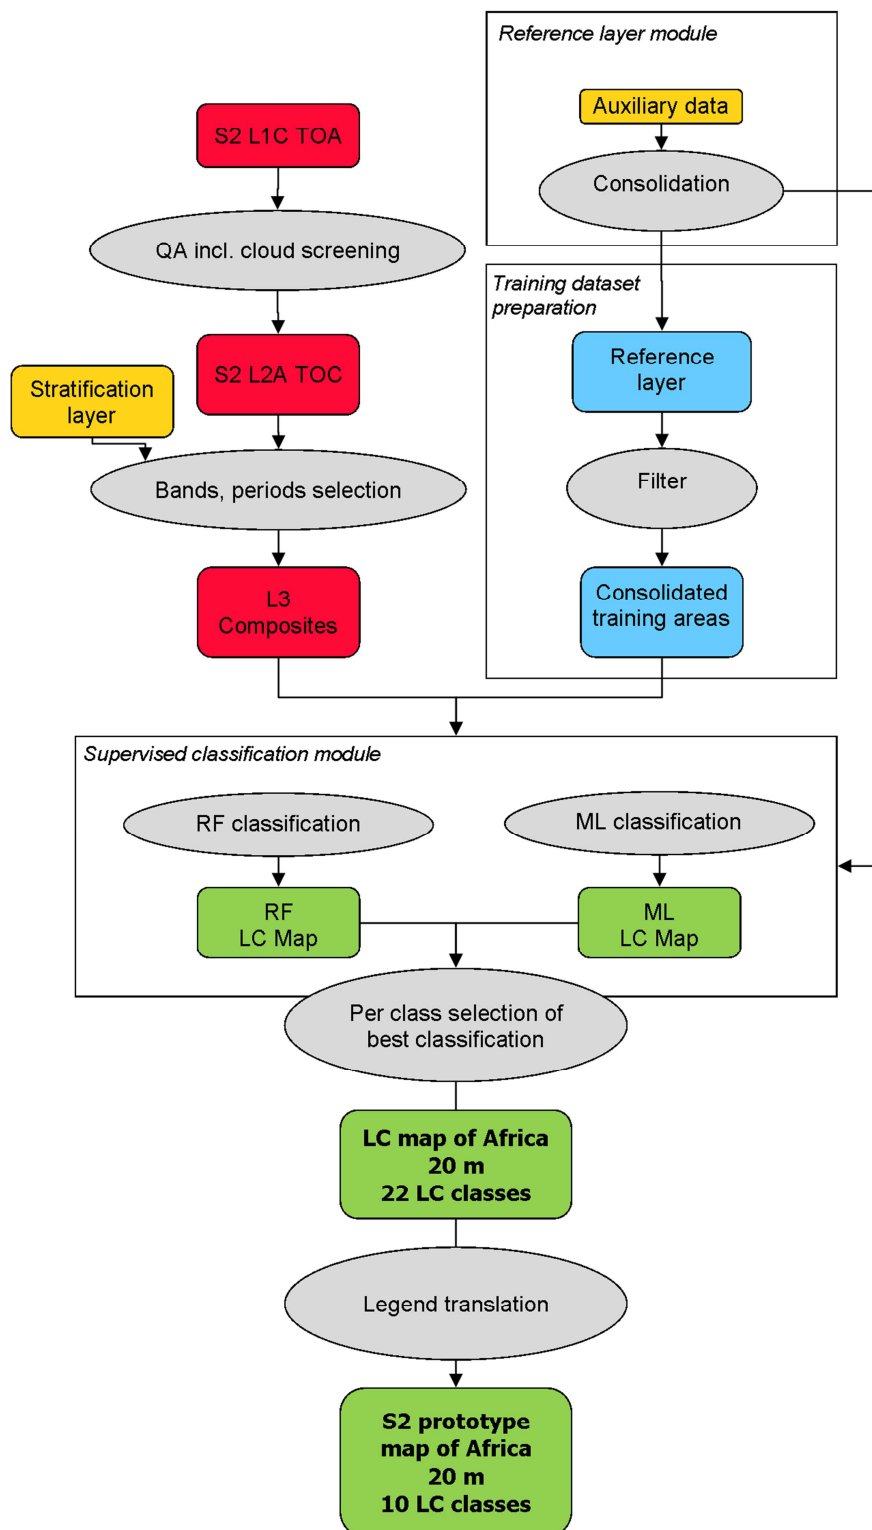 Reference layer module
Auxiliary data
Consolidation
S2 L1C TOA
QA incl. cloud screening
S2 L2A TOC
Stratification
layer
Bands, periods selection
L3
Composites
Training dataset
preparation
Reference
layer
Filter
Consolidated
training areas
Supervised classification module
RF classification
ML classification
RF
LC Map
ML
LC Map
Per class selection of
best classification
LC map of Africa
20 m
22 LC classes
Legend translation
S2 prototype
map of Africa
20 m
10 LC classes